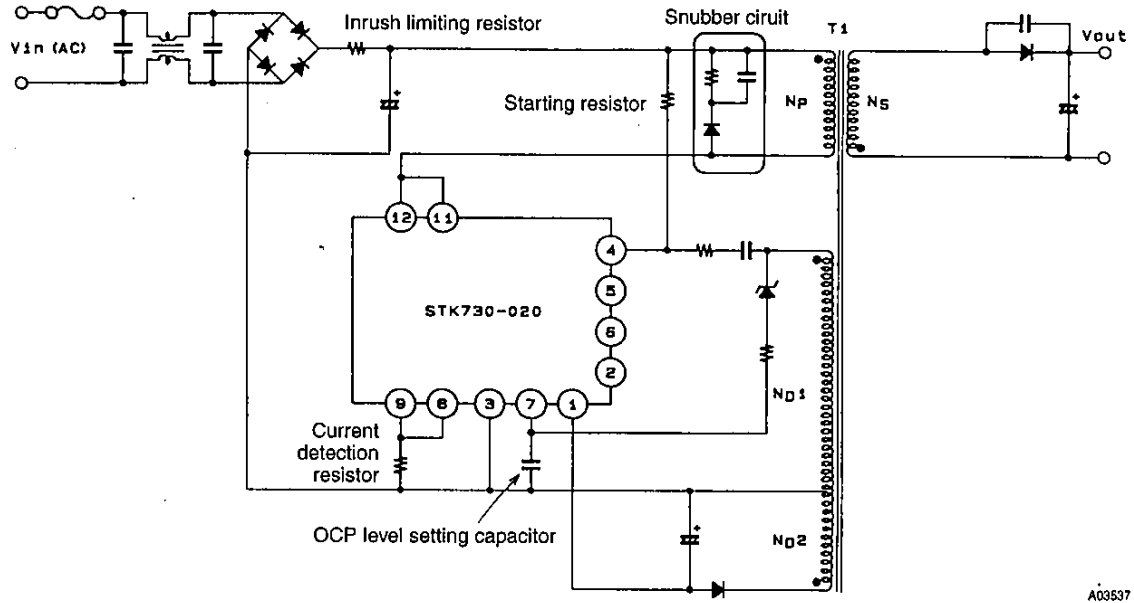 Inrush limiting resistor
Snubber ciruit
T1
Vin (AC)
Vout
Starting resistor
NP
NS
12
11
4
5
STK730-020
6
2
ND1
9
8
3
7
1
Current
detection
resistor
OCP level setting capacitor
ND2
A03537